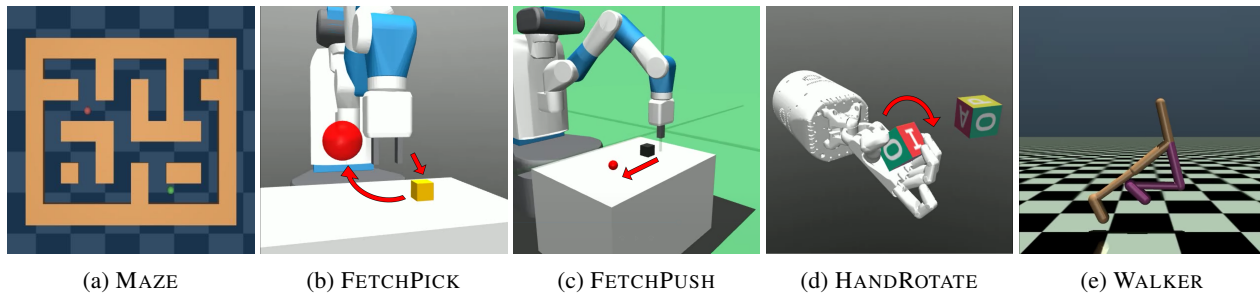 I
O
P
A
O
(a) MAZE
(b) FETCHPICK
(c) FETCHPUSH
(d) HANDROTATE
(e) WALKER